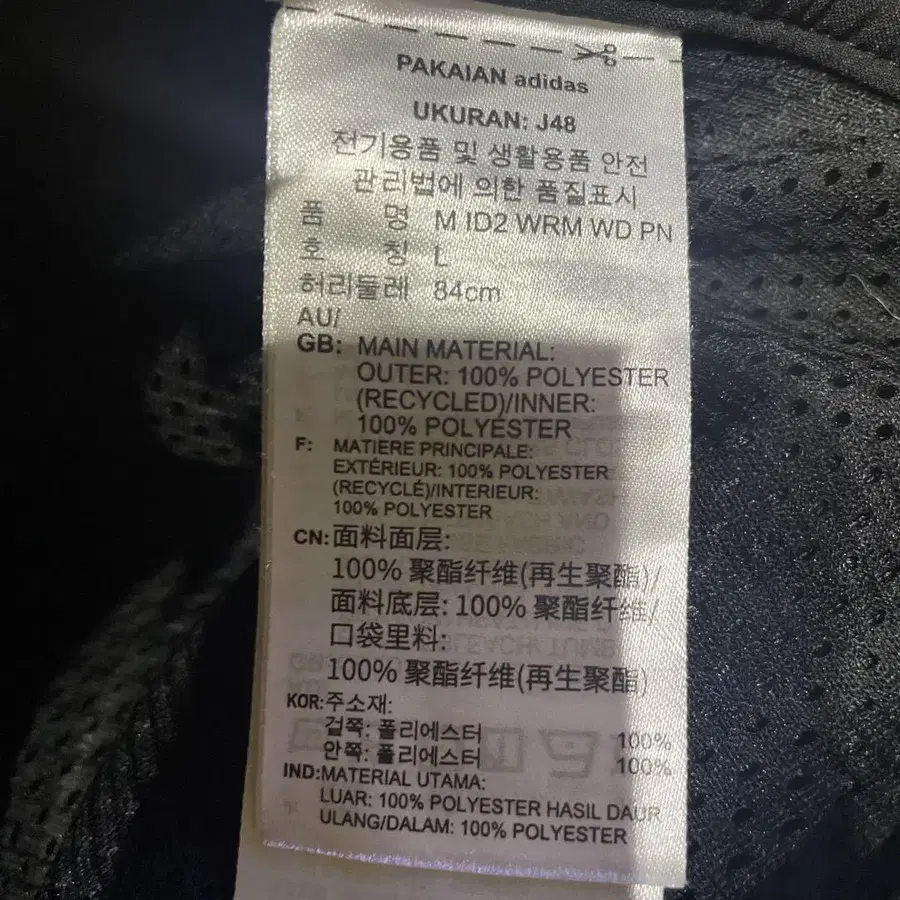 PAKAIAN adidas
UKURAN: J48
전기용품 및 생활용품 안전
관리법에 의한 품질표시
품 명 M ID2 WRM WD PN
호 칭 L
허리둘레 84cm
AU/
GB: MAIN MATERIAL:
OUTER: 100% POLYESTER
(RECYCLED)/INNER:
100% POLYESTER
F: MATIERE PRINCIPALE:
EXTÉRIEUR: 100% POLYESTER
(RECYCLÉ)/INTERIEUR:
100% POLYESTER
CN: 面料面层:
100% 聚酯纤维(再生聚酯)/
面料底层: 100% 聚酯纤维/
口袋里料:
100% 聚酯纤维(再生聚酯)
KOR: 주소재:
겉쪽: 폴리에스터 100%
안쪽: 폴리에스터 100%
IND: MATERIAL UTAMA:
LUAR: 100% POLYESTER HASIL DAUR
ULANG/DALAM: 100% POLYESTER